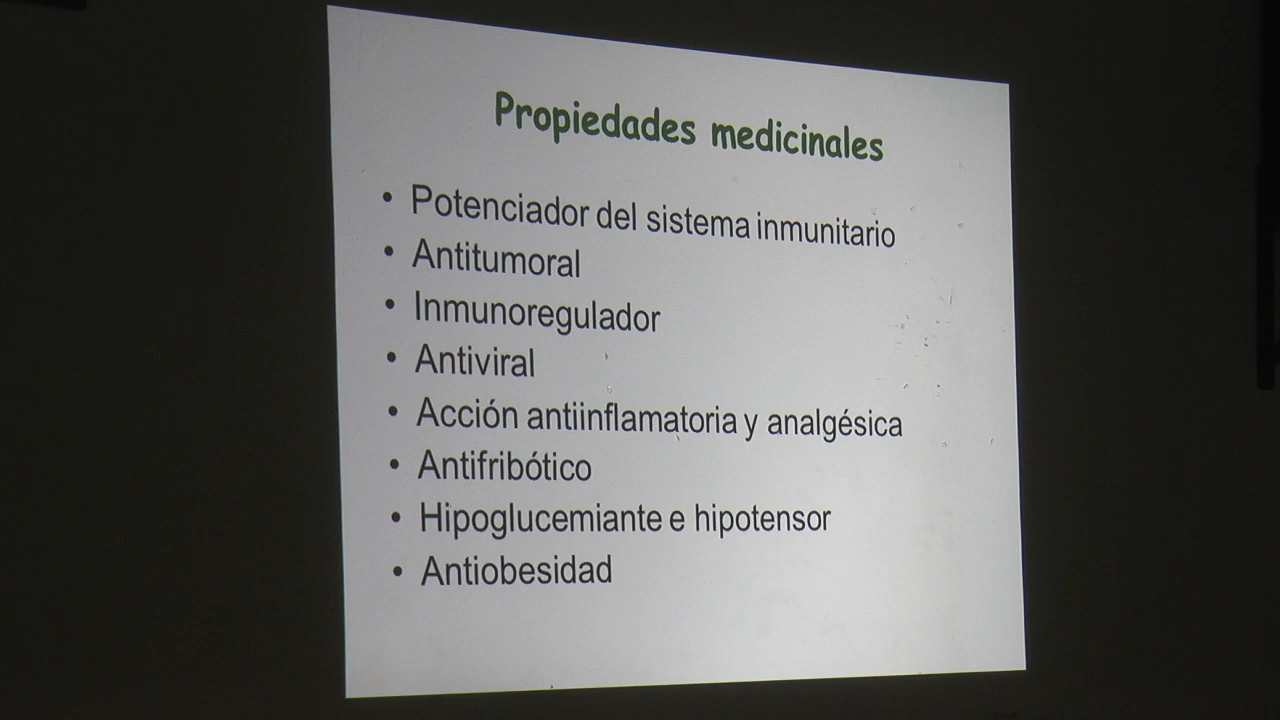 Propiedades medicinales
• Potenciador del sistema inmunitario
• Antitumoral
• Inmunoregulador
• Antiviral
• Acción antiinflamatoria y analgésica
• Antifribótico
• Hipoglucemiante e hipotensor
• Antiobesidad